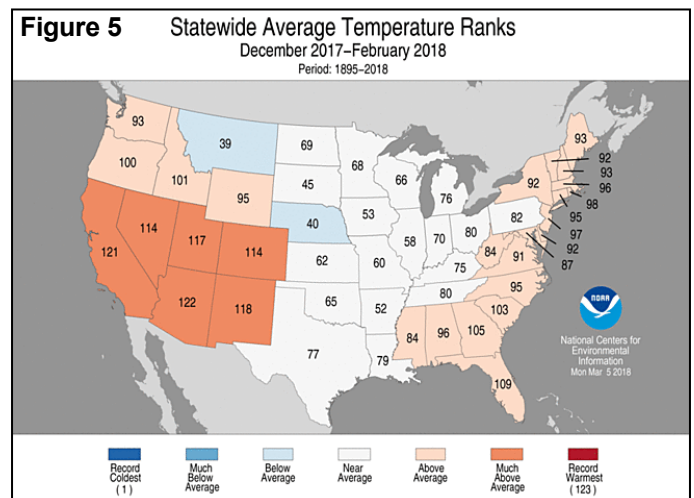 Figure 5
Statewide Average Temperature Ranks
December 2017–February 2018
Period: 1895–2018
93
39
69
68
66
76
93
92
93
96
98
95
97
92
87
100
101
95
45
53
92
82
121
114
117
114
40
62
60
58
70
80
84
91
75
122
118
65
52
80
95
103
77
79
84
96
105
109
NOAA
National Centers for
Environmental
Information
Mon Mar 5 2018
Record
Coldest
(1)
Much
Below
Average
Below
Average
Near
Average
Above
Average
Much
Above
Average
Record
Warmest
(123)